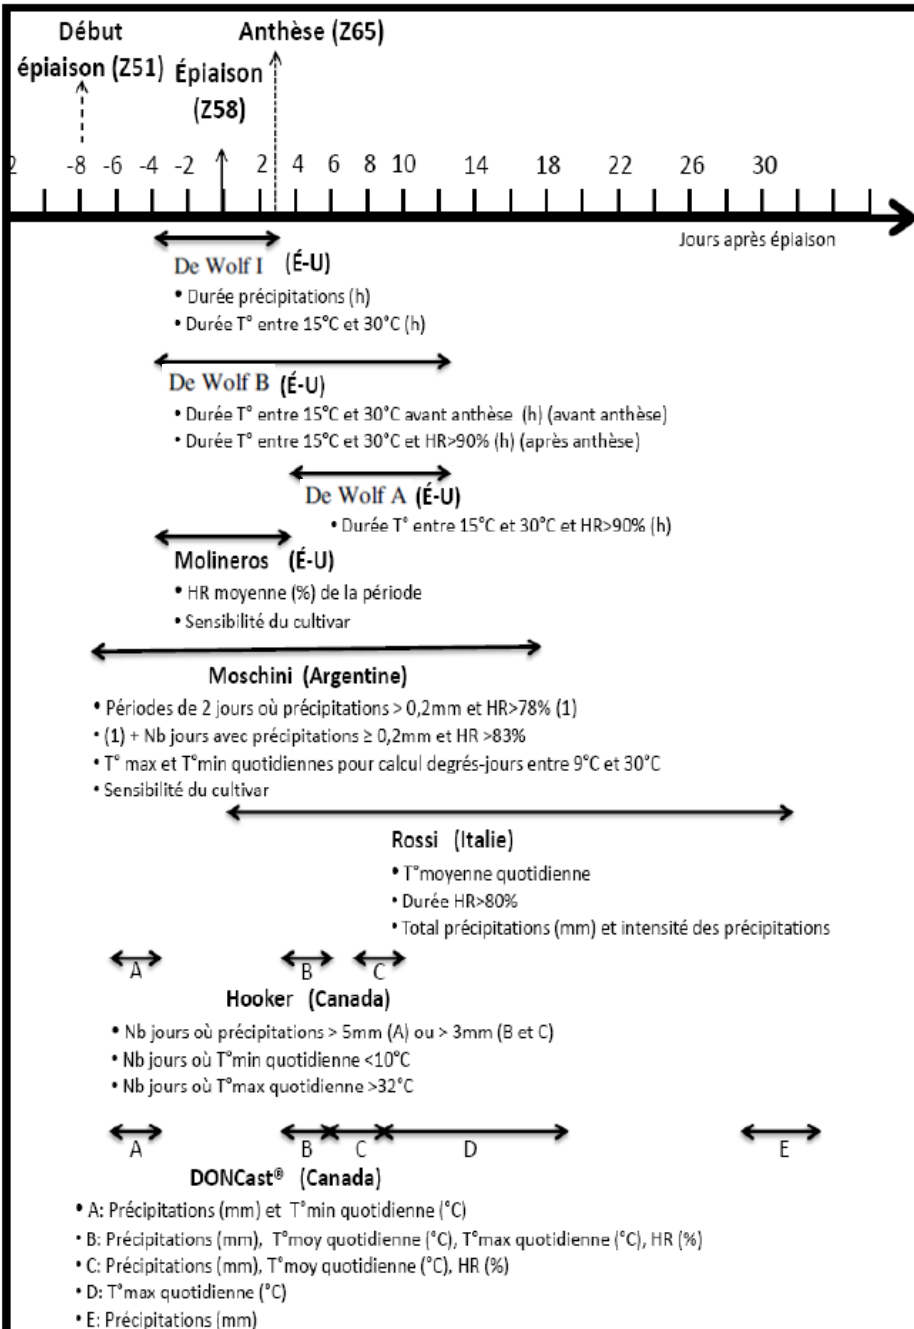 Début
épiaison (Z51)
Anthèse (Z65)
Épiaison
(Z58)
2 -8 -6 -4 -2 2 4 6 8 10 14 18 22 26 30
Jours après épiaison
De Wolf I (É-U)
• Durée précipitations (h)
• Durée T° entre 15°C et 30°C (h)
De Wolf B (É-U)
• Durée T° entre 15°C et 30°C avant anthèse (h) (avant anthèse)
• Durée T° entre 15°C et 30°C et HR>90% (h) (après anthèse)
De Wolf A (É-U)
• Durée T° entre 15°C et 30°C et HR>90% (h)
Molineros (É-U)
• HR moyenne (%) de la période
• Sensibilité du cultivar
Moschini (Argentine)
• Périodes de 2 jours où précipitations > 0,2mm et HR>78% (1)
• (1) + Nb jours avec précipitations ≥ 0,2mm et HR >83%
• T° max et T°min quotidiennes pour calcul degrés-jours entre 9°C et 30°C
• Sensibilité du cultivar
Rossi (Italie)
• T°moyenne quotidienne
• Durée HR>80%
• Total précipitations (mm) et intensité des précipitations
A B C
Hooker (Canada)
• Nb jours où précipitations > 5mm (A) ou > 3mm (B et C)
• Nb jours où T°min quotidienne <10°C
• Nb jours où T°max quotidienne >32°C
A B C D E
DONCast® (Canada)
• A: Précipitations (mm) et T°min quotidienne (°C)
• B: Précipitations (mm), T°moy quotidienne (°C), T°max quotidienne (°C), HR (%)
• C: Précipitations (mm), T°moy quotidienne (°C), HR (%)
• D: T°max quotidienne (°C)
• E: Précipitations (mm)